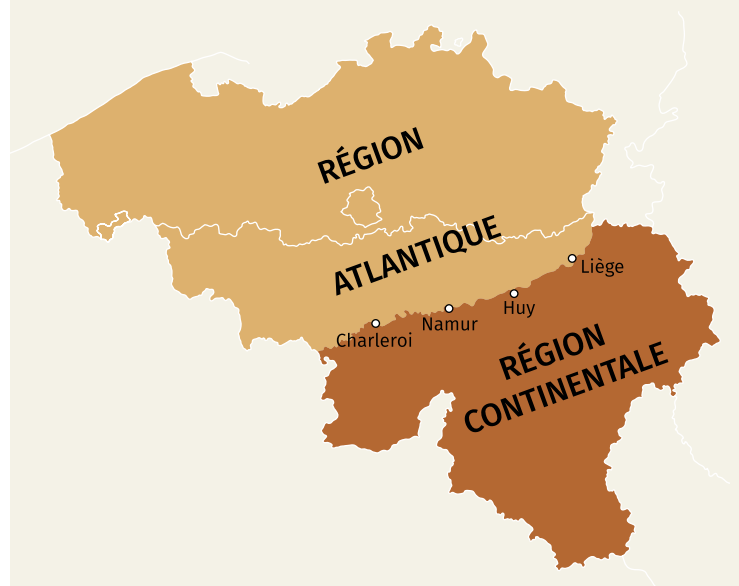 RÉGION
ATLANTIQUE
Liège
Huy
Namur
Charleroi
RÉGION
CONTINENTALE